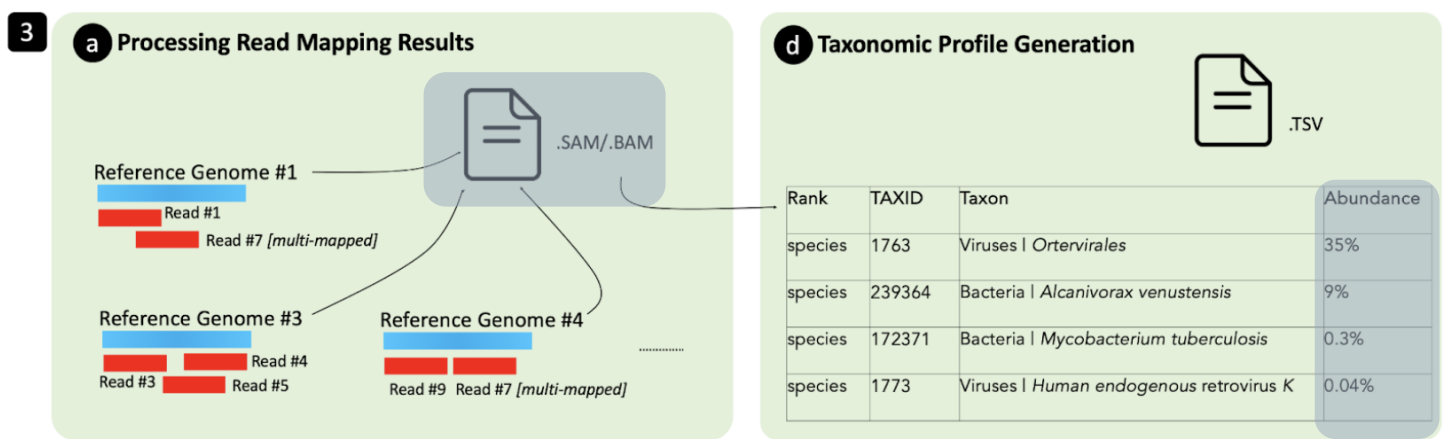 3
a Processing Read Mapping Results
.SAM/.BAM
Reference Genome #1
Read #1
Read #7 [multi-mapped]
Reference Genome #3
Read #4
Read #3
Read #5
Reference Genome #4
Read #9 Read #7 [multi-mapped]
d Taxonomic Profile Generation
.TSV
Rank TAXID Taxon Abundance
species 1763 Viruses | Ortervirales 35%
species 239364 Bacteria | Alcanivorax venustensis 9%
species 172371 Bacteria | Mycobacterium tuberculosis 0.3%
species 1773 Viruses | Human endogenous retrovirus K 0.04%